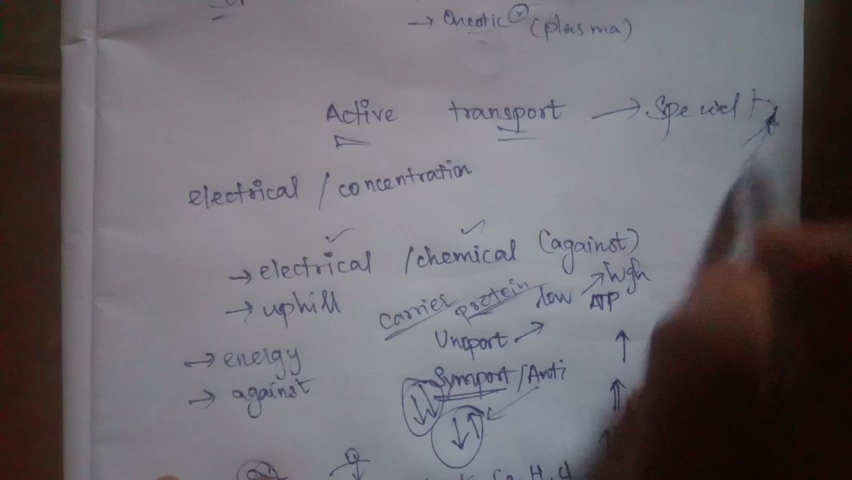 → Oncotic (plasma)
Active transport →
electrical / concentration
→ electrical /chemical (against)
→ uphill Carrier protein low → high
ATP
Uniport →
→ energy
Symport /Anti
→ against